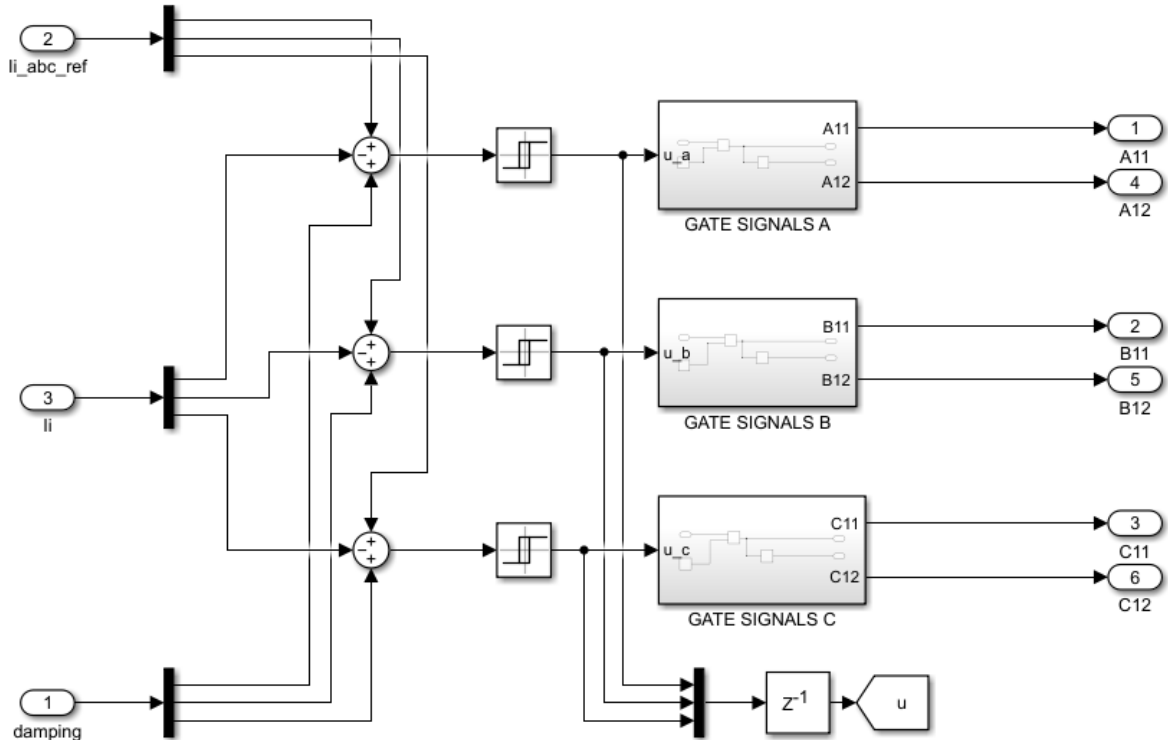 2
Ii_abc_ref
+
−
+
u_a
A11
A12
GATE SIGNALS A
1
A11
4
A12
+
−
+
u_b
B11
B12
GATE SIGNALS B
2
B11
5
B12
3
Ii
+
−
+
u_c
C11
C12
GATE SIGNALS C
3
C11
6
C12
1
damping
z-1
u